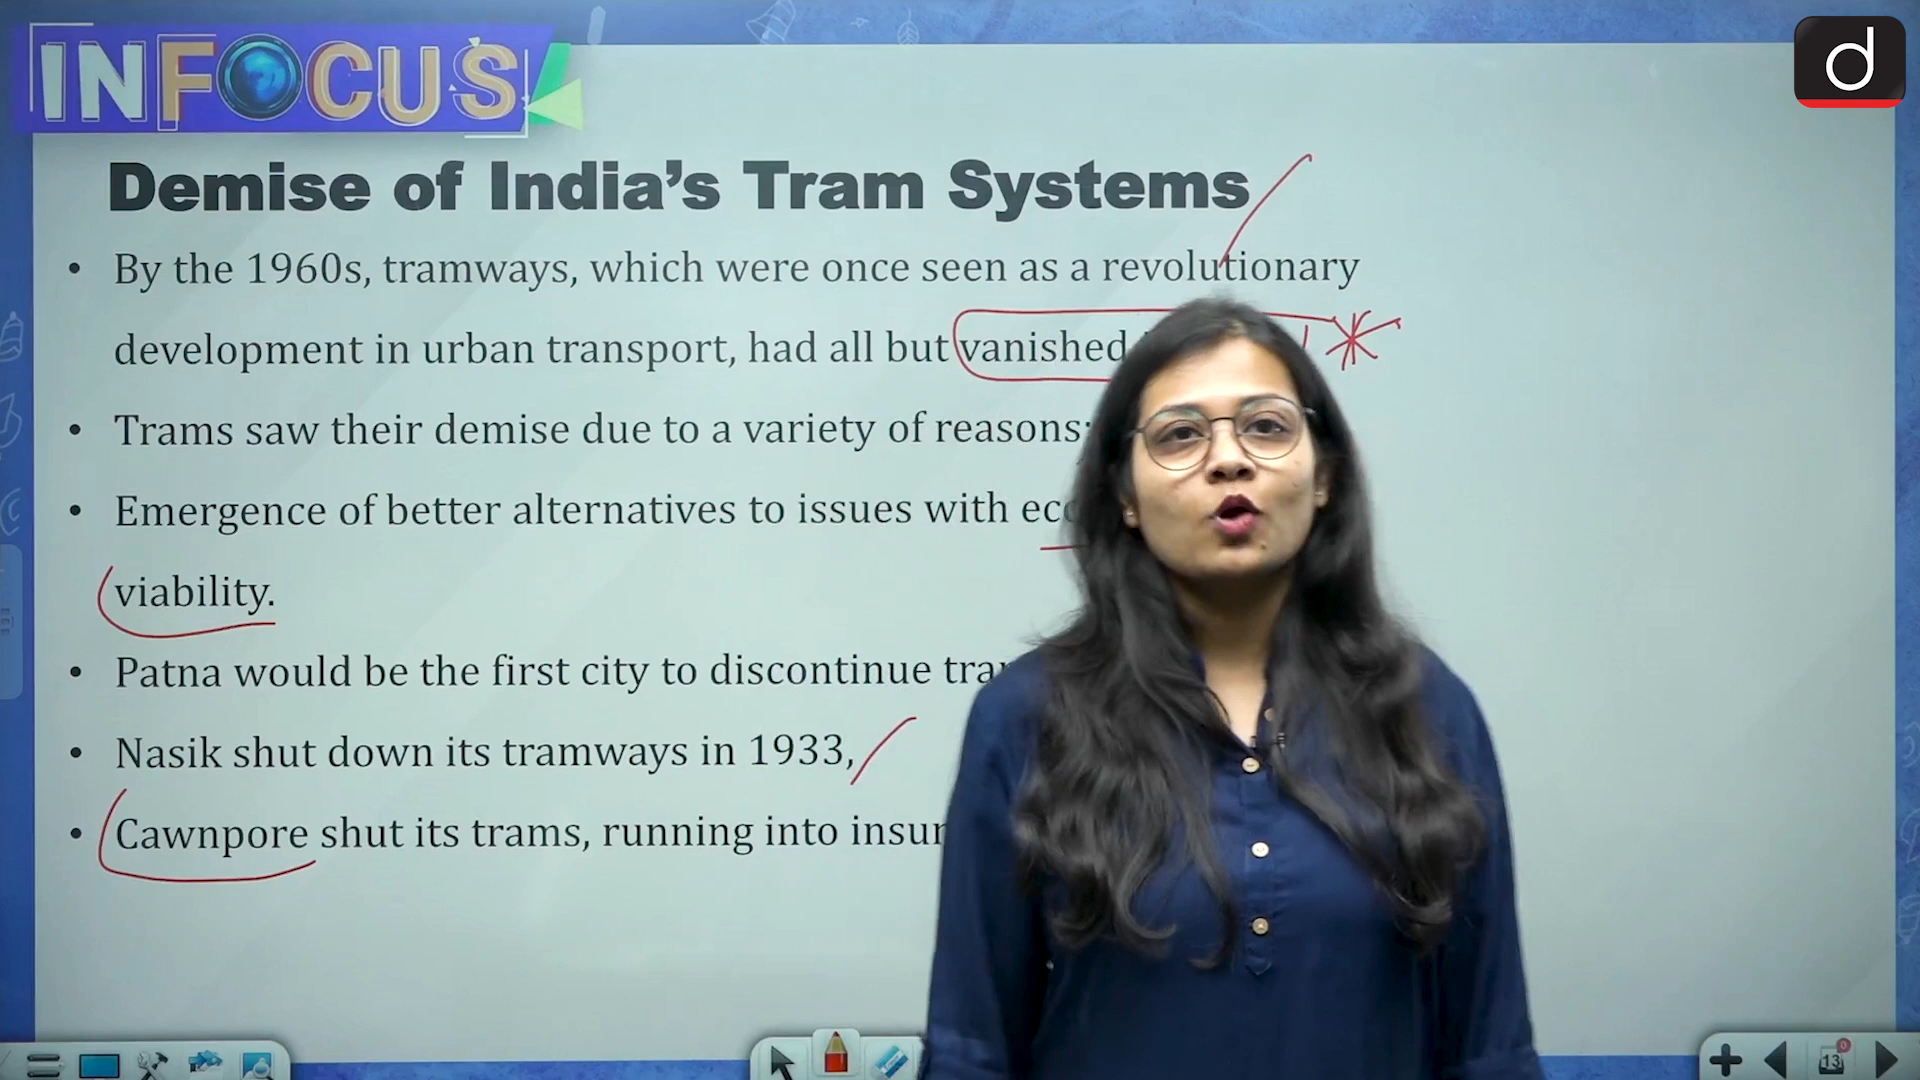 INFOCUS
d
Demise of India's Tram Systems
• By the 1960s, tramways, which were once seen as a revolutionary
development in urban transport, had all but vanished
• Trams saw their demise due to a variety of reasons:
• Emergence of better alternatives to issues with
viability.
• Patna would be the first city to discontinue
• Nasik shut down its tramways in 1933,
• Cawnpore shut its trams, running into
13
0